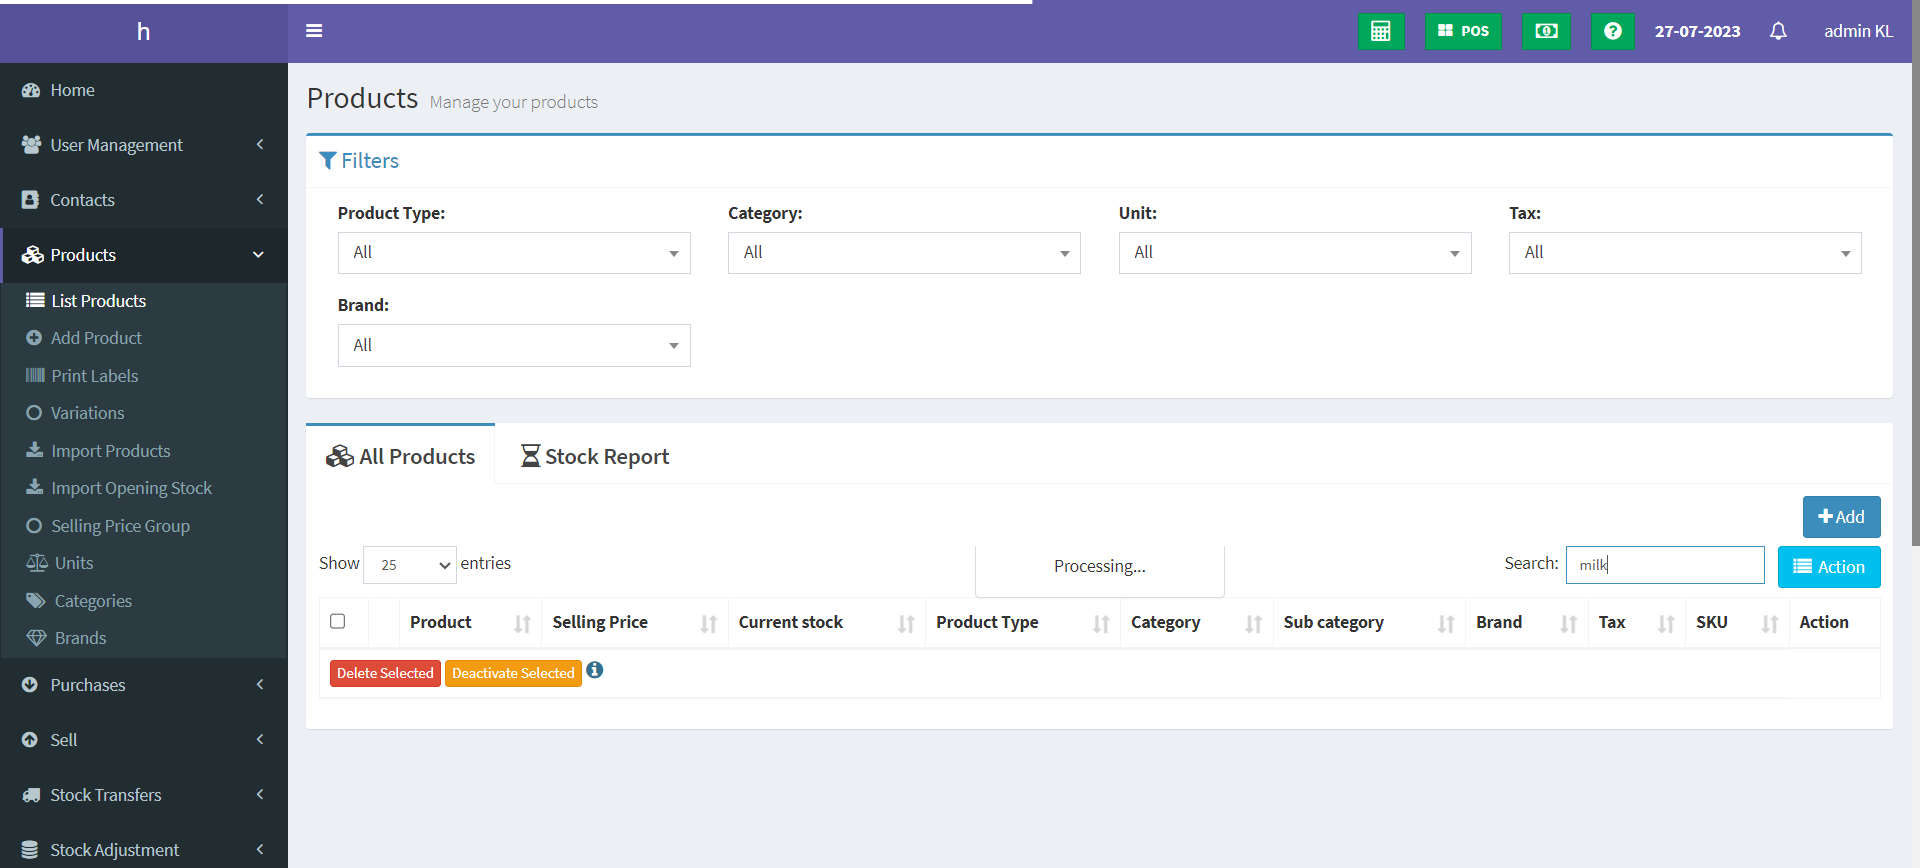 h
POS
27-07-2023
admin KL
Home
User Management
Contacts
Products
List Products
Add Product
Print Labels
Variations
Import Products
Import Opening Stock
Selling Price Group
Units
Categories
Brands
Purchases
Sell
Stock Transfers
Stock Adjustment
Products Manage your products
Filters
Product Type: Category: Unit: Tax:
All All All All
Brand:
All
All Products Stock Report
Add
Show 25 entries Processing... Search: milk Action
Product Selling Price Current stock Product Type Category Sub category Brand Tax SKU Action
Delete Selected Deactivate Selected